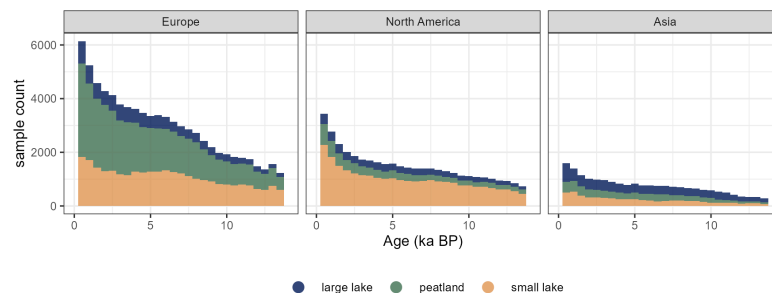 Europe
North America
Asia
sample count
6000
4000
2000
0
0 5 10
0 5 10
0 5 10
Age (ka BP)
large lake peatland small lake